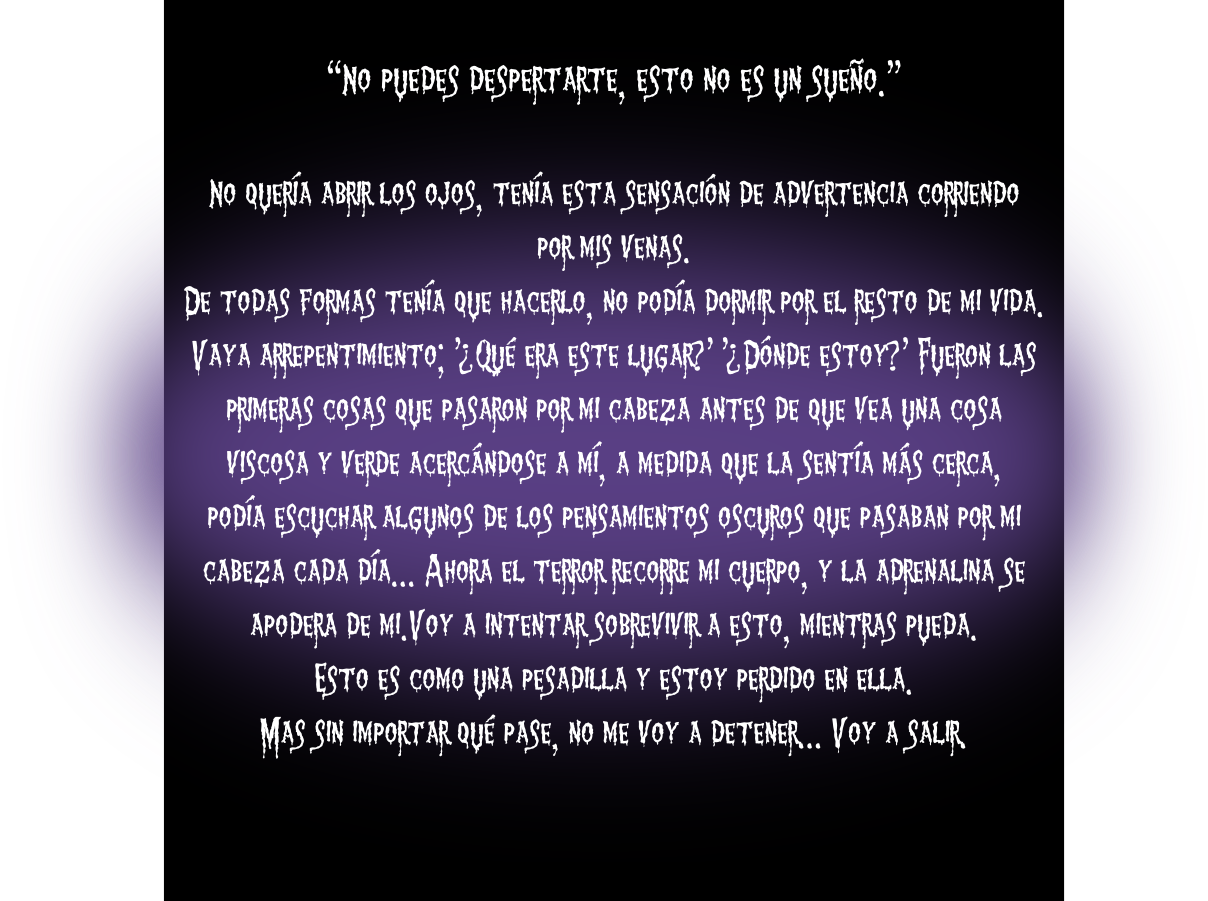 “No puedes despertarte, esto no es un sueño.”
No quería abrir los ojos, tenía esta sensación de advertencia corriendo
por mis venas.
De todas formas tenía que hacerlo, no podía dormir por el resto de mi vida.
Vaya arrepentimiento; '¿Qué era este lugar?' '¿Dónde estoy?' Fueron las
primeras cosas que pasaron por mi cabeza antes de que vea una cosa
viscosa y verde acercándose a mí, a medida que la sentía más cerca,
podía escuchar algunos de los pensamientos oscuros que pasaban por mi
cabeza cada día... Ahora el terror recorre mi cuerpo, y la adrenalina se
apodera de mi.Voy a intentar sobrevivir a esto, mientras pueda.
Esto es como una pesadilla y estoy perdido en ella.
Mas sin importar qué pase, no me voy a detener... Voy a salir.